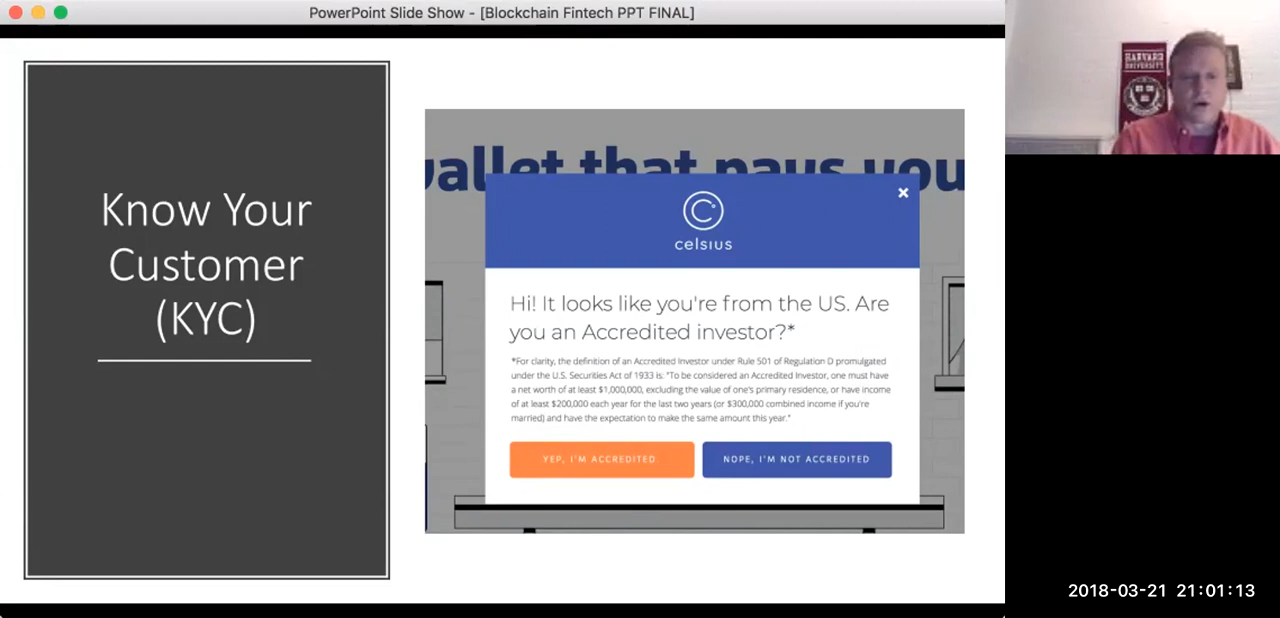 PowerPoint Slide Show - [Blockchain Fintech PPT FINAL]
Know Your
Customer
(KYC)
wallet that pays you
celsius
Hi! It looks like you're from the US. Are
you an Accredited investor?*
*For clarity, the definition of an Accredited Investor under Rule 501 of Regulation D promulgated
under the U.S. Securities Act of 1933 is: "To be considered an Accredited Investor, one must have
a net worth of at least $1,000,000, excluding the value of one's primary residence, or have income
of at least $200,000 each year for the last two years (or $300,000 combined income if you're
married) and have the expectation to make the same amount this year."
YEP, I'M ACCREDITED
NOPE, I'M NOT ACCREDITED
HARVARD
UNIVERSITY
2018-03-21 21:01:13